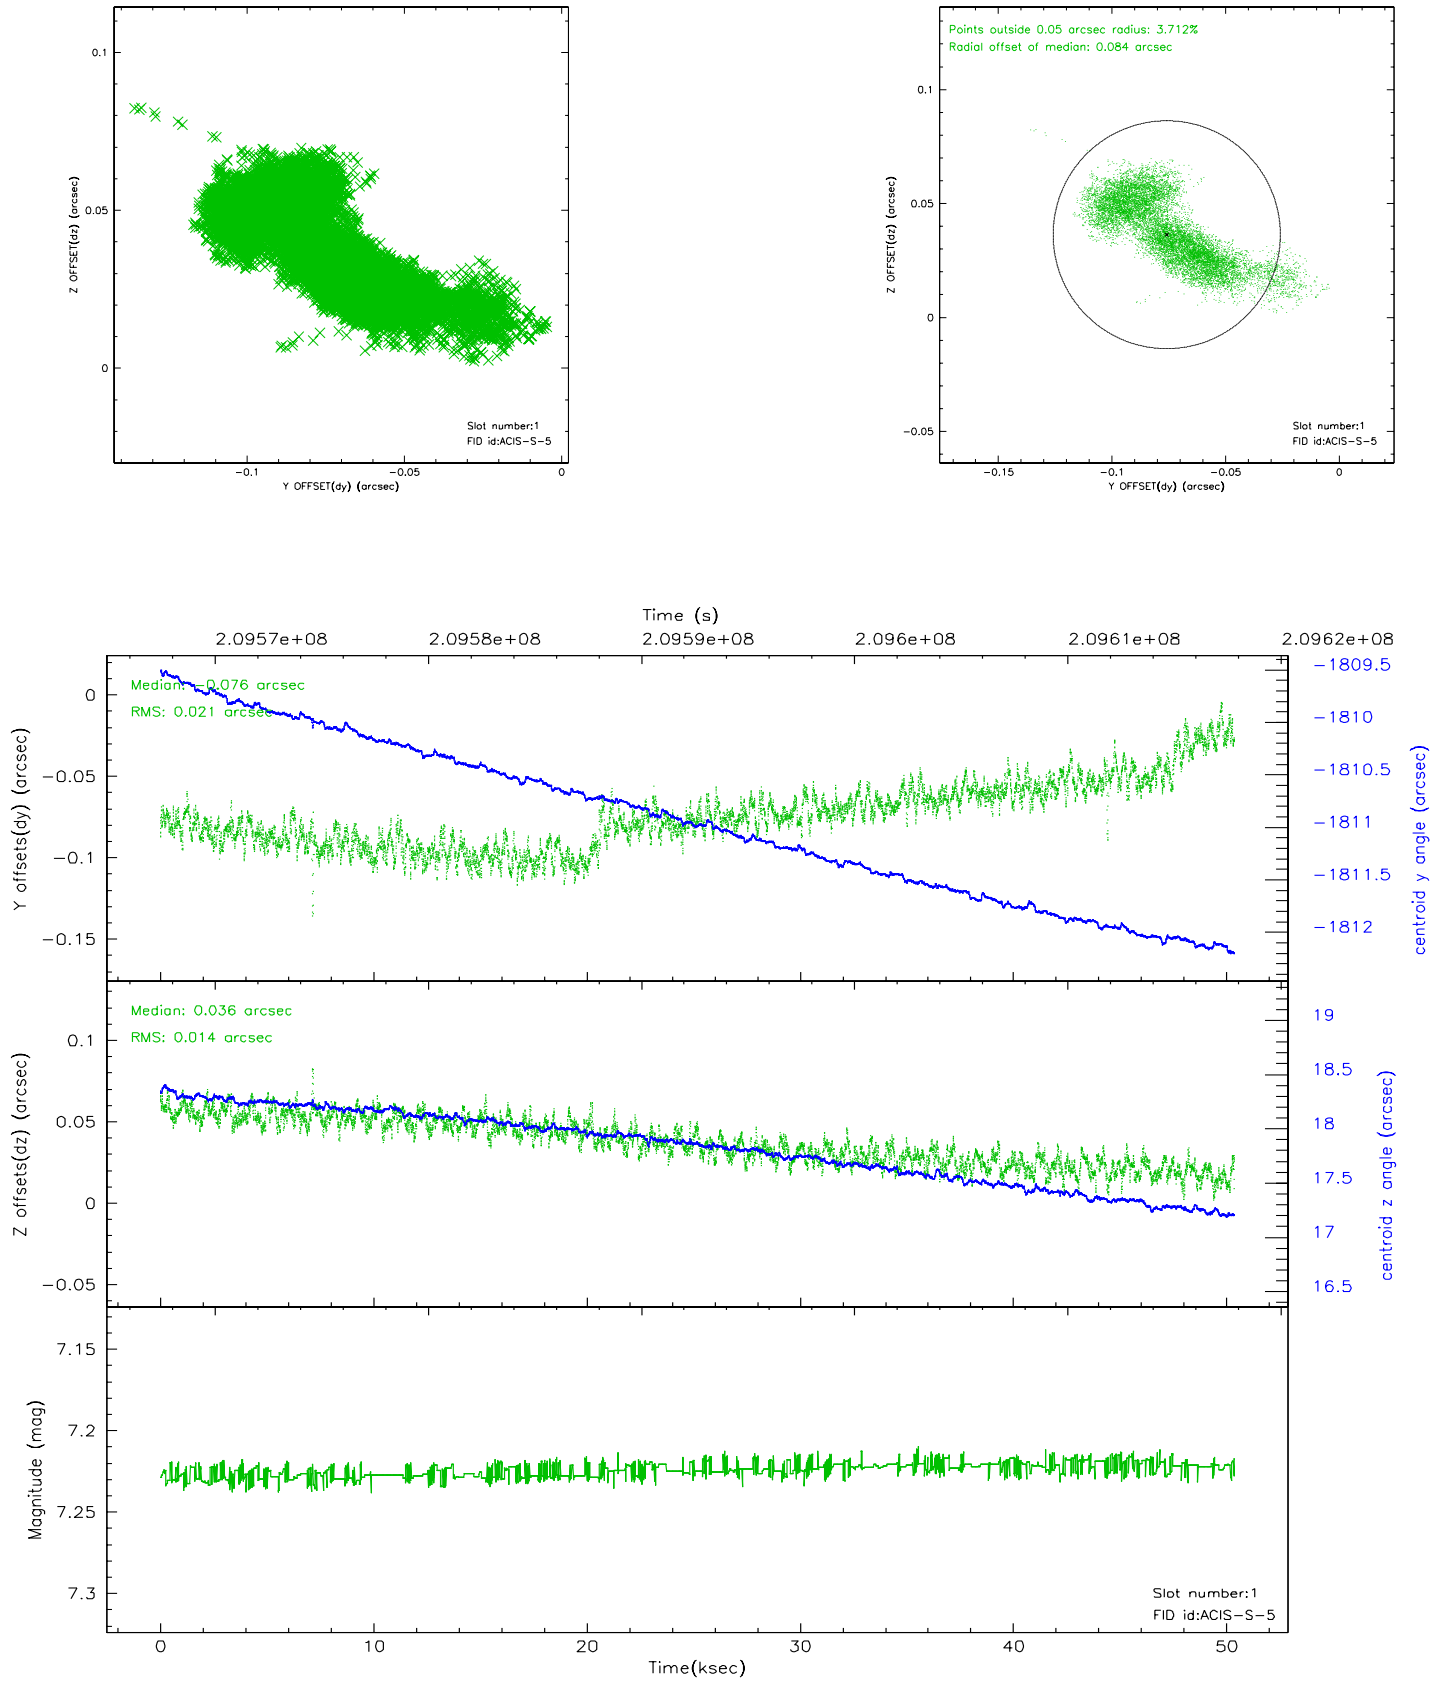 0.1
0.05
0
Z OFFSET(dz) (arcsec)
-0.1
-0.05
0
Y OFFSET(dy) (arcsec)
Slot number:1
FID id:ACIS-S-5
Points outside 0.05 arcsec radius: 3.712%
Radial offset of median: 0.084 arcsec
0.1
0.05
0
-0.05
Z OFFSET(dz) (arcsec)
-0.15
-0.1
-0.05
0
Y OFFSET(dy) (arcsec)
Slot number:1
FID id:ACIS-S-5
Time (s)
2.0957e+08 2.0958e+08 2.0959e+08 2.096e+08 2.0961e+08 2.0962e+08
Median: -0.076 arcsec
RMS: 0.021 arcsec
0
-0.05
-0.1
-0.15
Y offsets(dy) (arcsec)
-1809.5
-1810
-1810.5
-1811
-1811.5
-1812
centroid y angle (arcsec)
Median: 0.036 arcsec
RMS: 0.014 arcsec
0.1
0.05
0
-0.05
Z offsets(dz) (arcsec)
19
18.5
18
17.5
17
16.5
centroid z angle (arcsec)
7.15
7.2
7.25
7.3
Magnitude (mag)
Slot number:1
FID id:ACIS-S-5
0 10 20 30 40 50
Time(ksec)